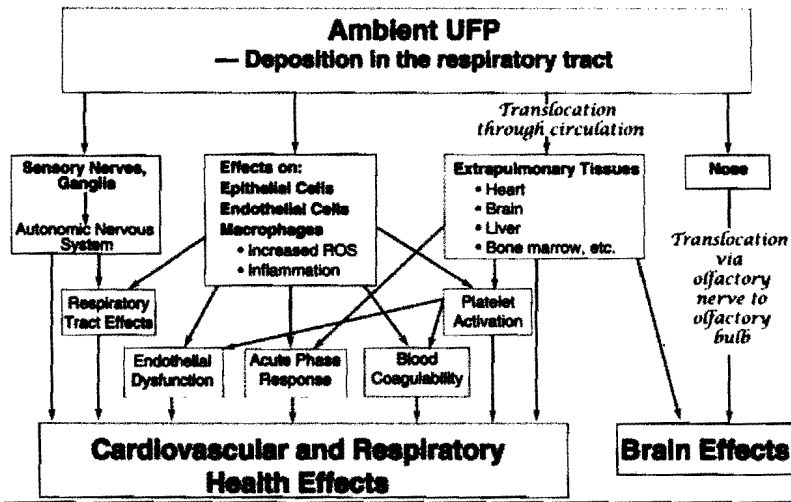 Ambient UFP
— Deposition in the respiratory tract
Translocation
through circulation
Sensory Nerves,
Ganglia
Autonomic Nervous
System
Effects on:
Epithelial Cells
Endothelial Cells
Macrophages
• increased ROS
• inflammation
Extrapulmonary Tissues
• Heart
• Brain
• Liver
• Bone marrow, etc.
Nose
Translocation
via
olfactory
nerve to
olfactory
bulb
Respiratory
Tract Effects
Platelet
Activation
Endothelial
Dysfunction
Acute Phase
Response
Blood
Coagulability
Cardiovascular and Respiratory
Health Effects
Brain Effects